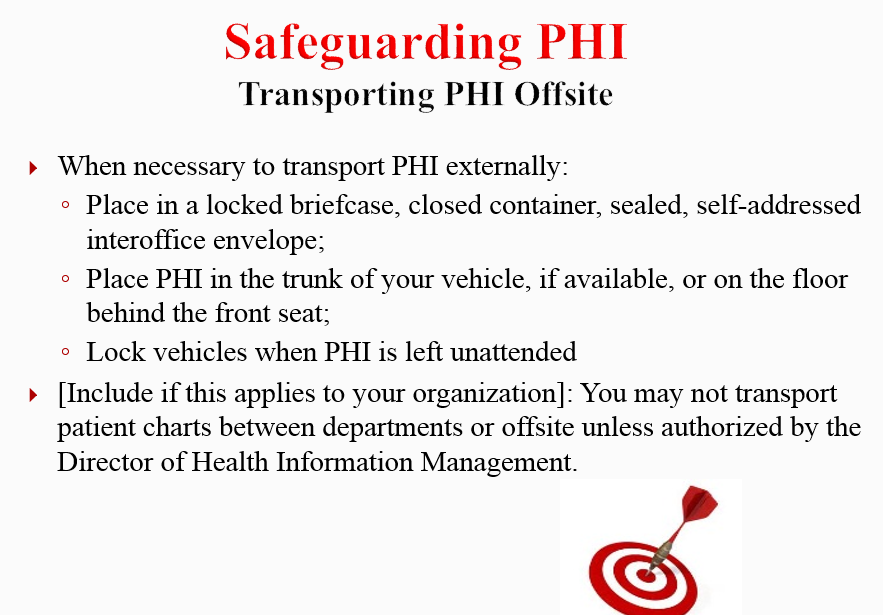 Safeguarding PHI
Transporting PHI Offsite
When necessary to transport PHI externally:
Place in a locked briefcase, closed container, sealed, self-addressed
interoffice envelope;
Place PHI in the trunk of your vehicle, if available, or on the floor
behind the front seat;
Lock vehicles when PHI is left unattended
[Include if this applies to your organization]: You may not transport
patient charts between departments or offsite unless authorized by the
Director of Health Information Management.